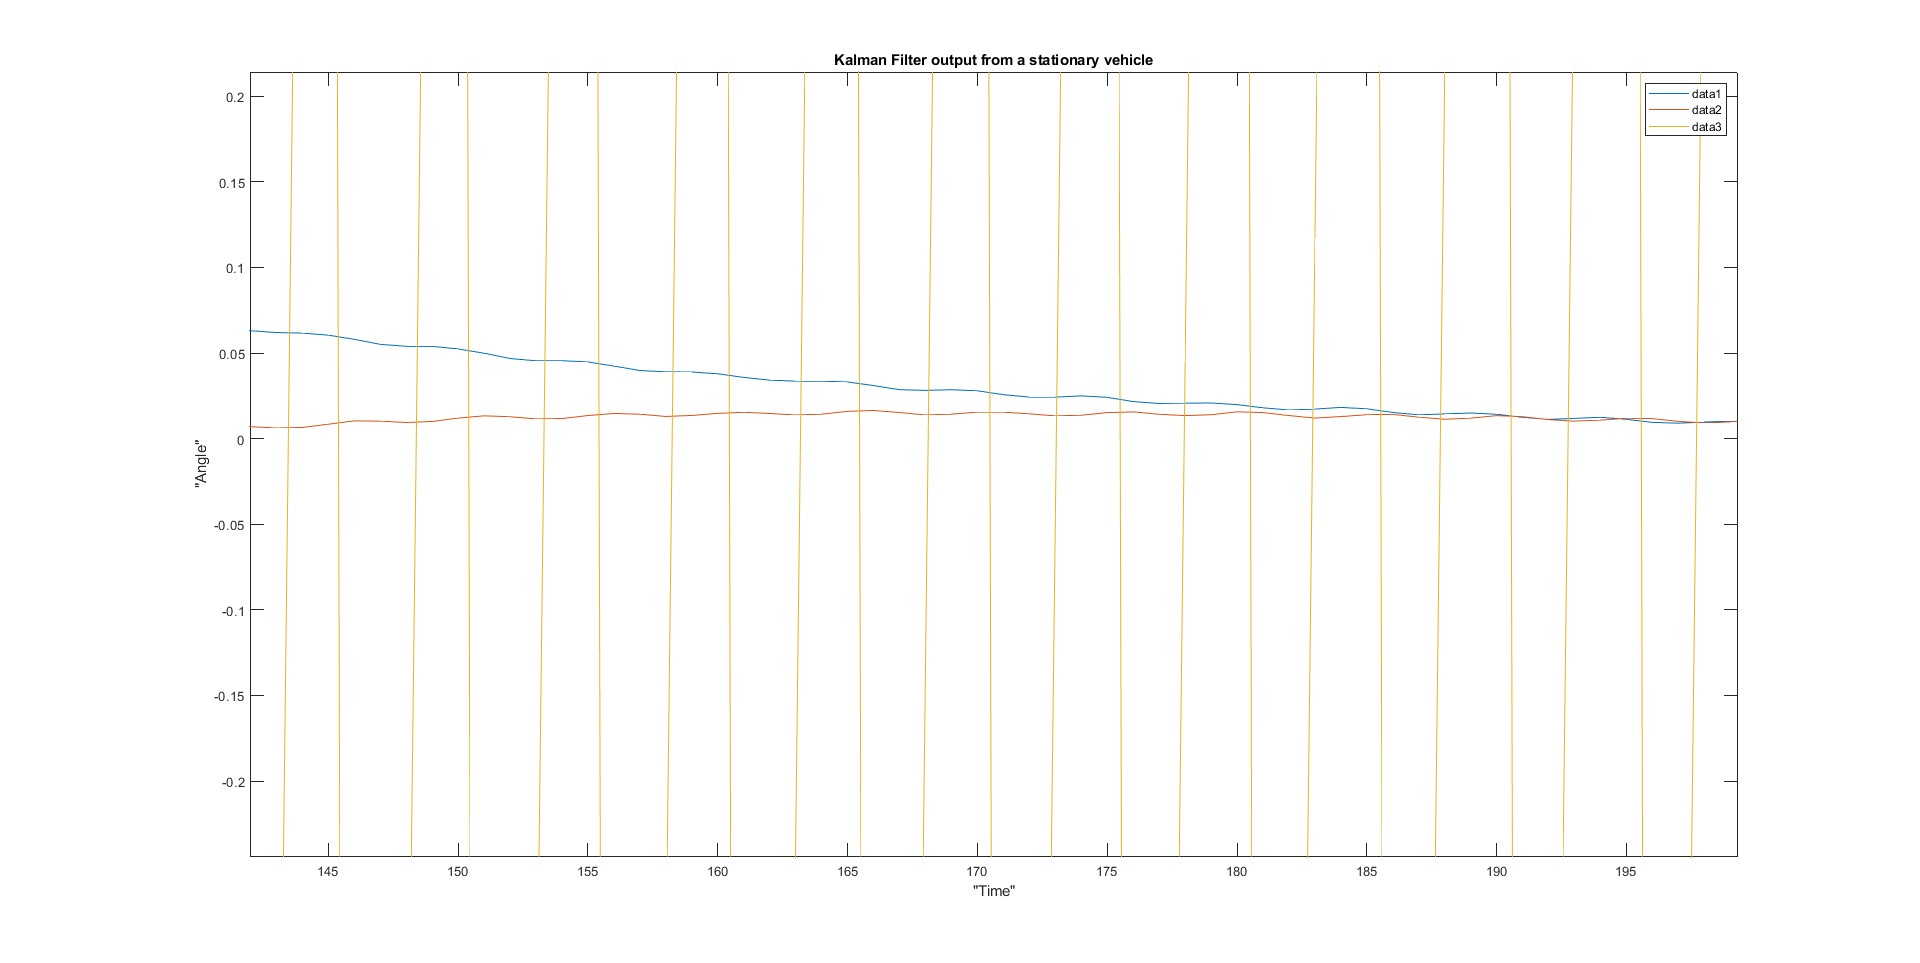 Kalman Filter output from a stationary vehicle
data1
data2
data3
0.2
0.15
0.1
0.05
0
-0.05
-0.1
-0.15
-0.2
"Angle"
145 150 155 160 165 170 175 180 185 190 195
"Time"